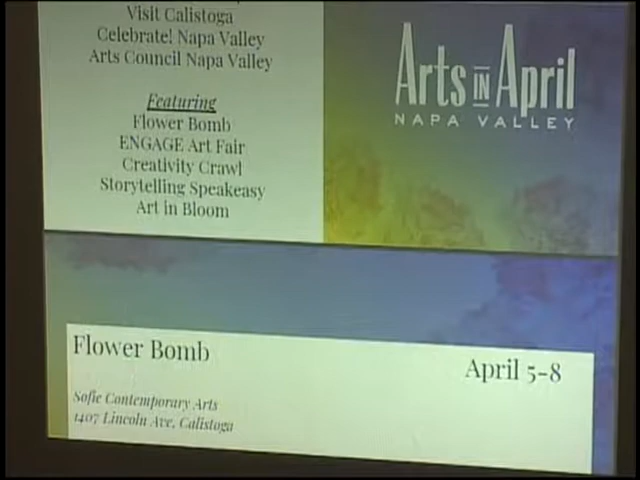 Visit Calistoga
Celebrate! Napa Valley
Arts Council Napa Valley
Featuring
Flower Bomb
ENGAGE Art Fair
Creativity Crawl
Storytelling Speakeasy
Art in Bloom
Arts IN April
NAPA VALLEY
Flower Bomb
April 5-8
Sofie Contemporary Arts
1407 Lincoln Ave, Calistoga